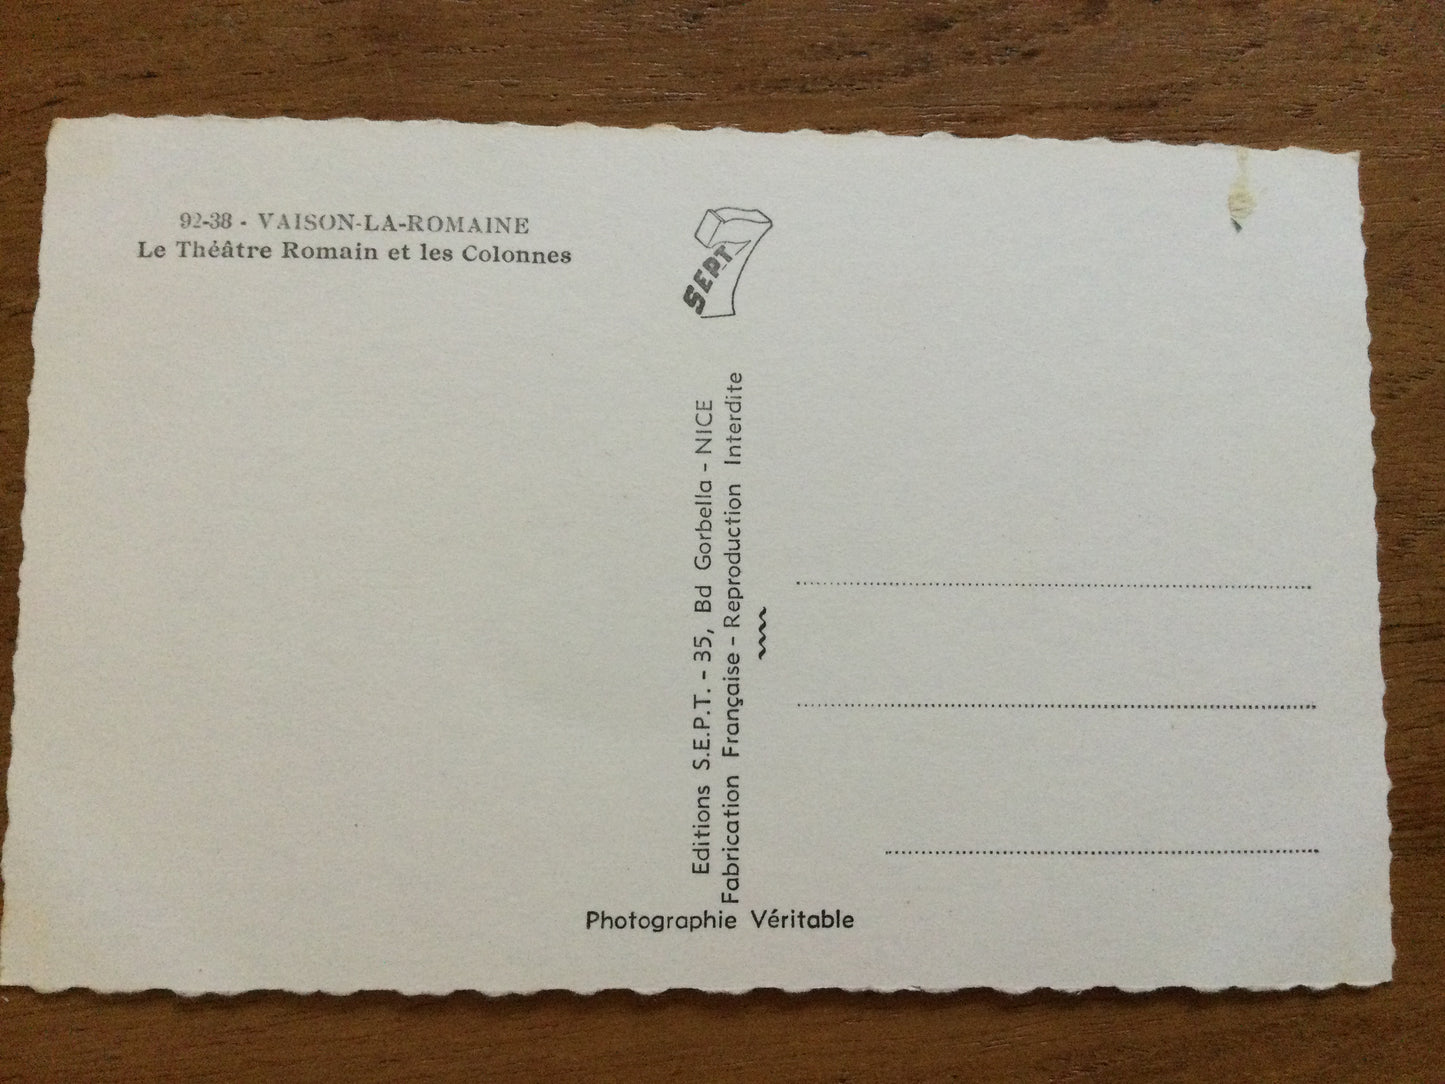 92-38 - VAISON-LA-ROMAINE
Le Théâtre Romain et les Colonnes
SEPT
Editions S.E.P.T. - 35, Bd Gorbella - NICE
Fabrication Française - Reproduction Interdite
Photographie Véritable